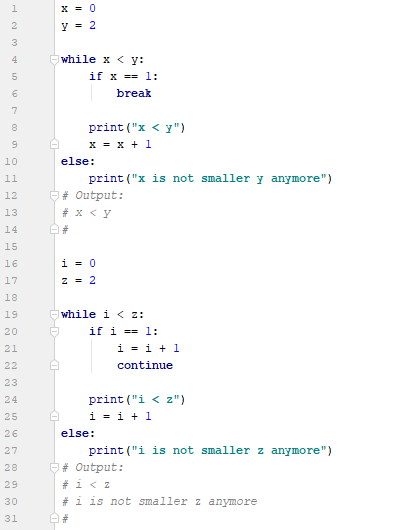 1 x = 0
2 y = 2
3
4 while x < y:
5     if x == 1:
6         break
7
8     print("x < y")
9     x = x + 1
10 else:
11     print("x is not smaller y anymore")
12 # Output:
13 # x < y
14 #
15
16 i = 0
17 z = 2
18
19 while i < z:
20     if i == 1:
21         i = i + 1
22         continue
23
24     print("i < z")
25     i = i + 1
26 else:
27     print("i is not smaller z anymore")
28 # Output:
29 # i < z
30 # i is not smaller z anymore
31 #